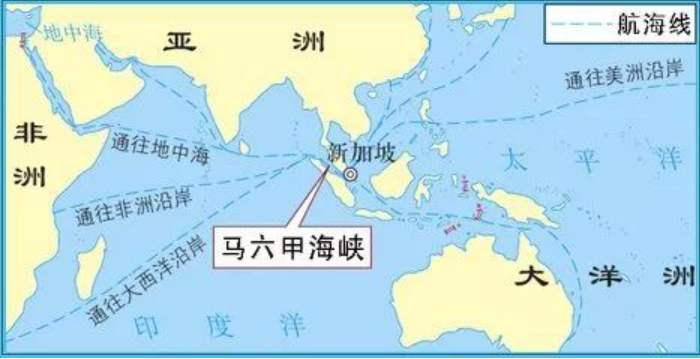 地中海
亚洲
航海线
通往美洲沿岸
非洲
通往地中海
新加坡
太平洋
通往非洲沿岸
马六甲海峡
通往大西洋沿岸
大洋洲
印度洋